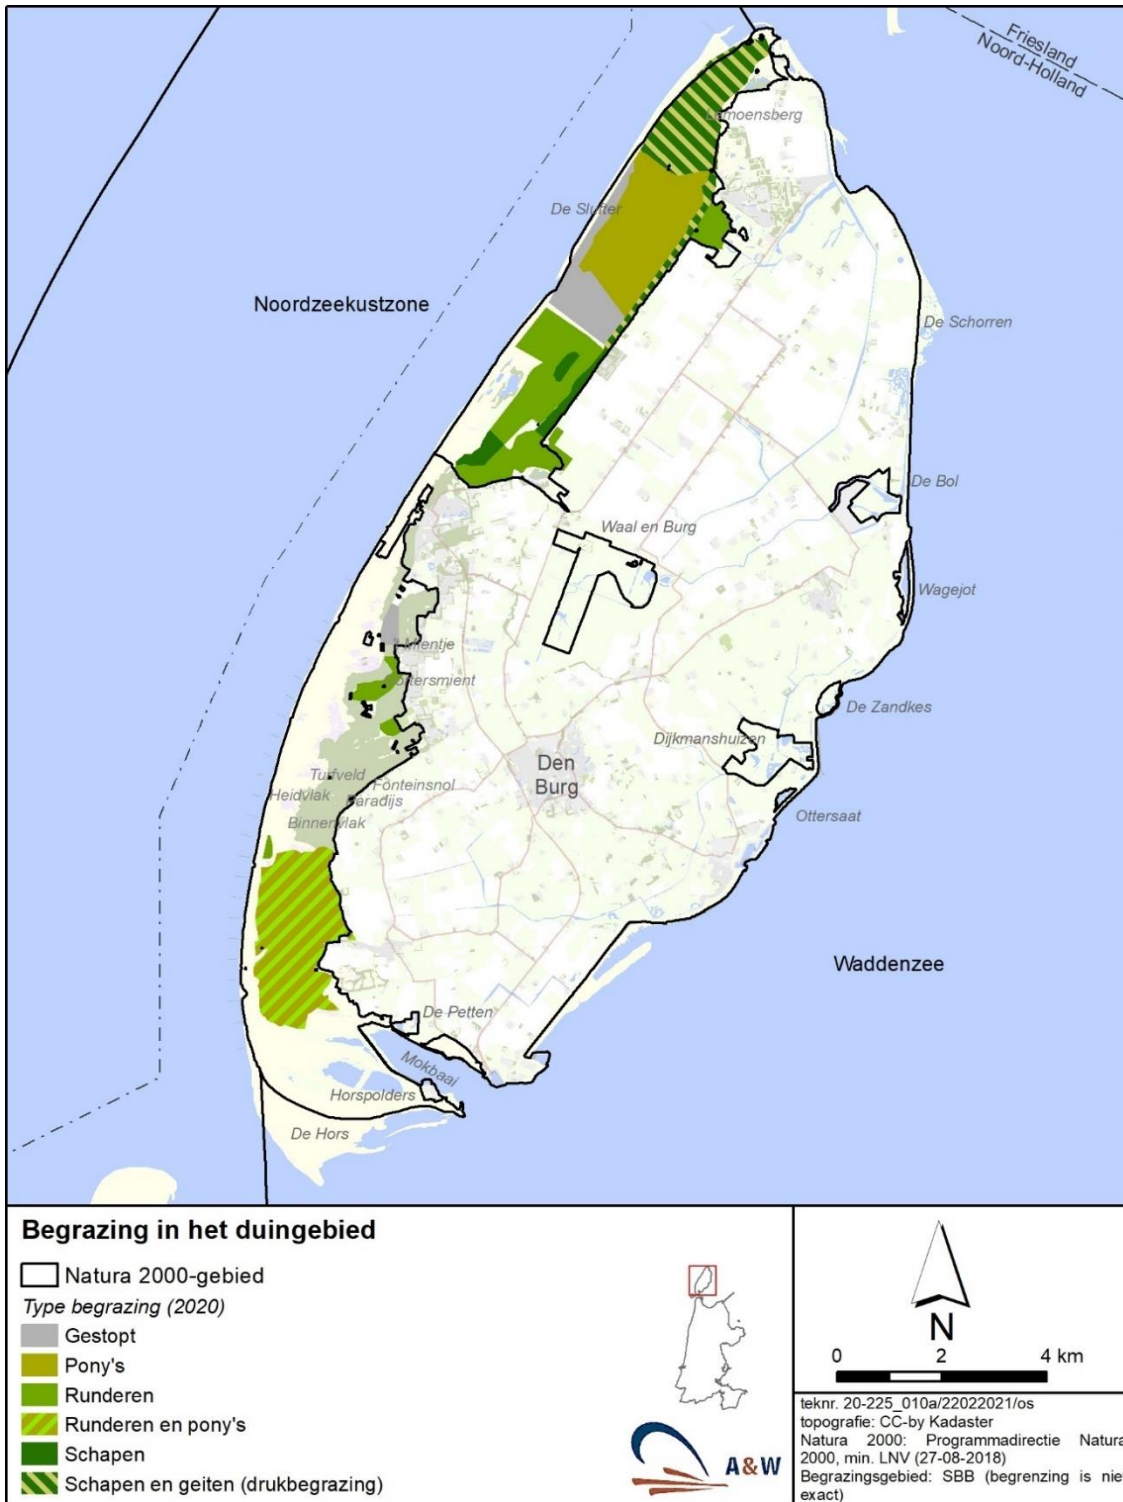 Friesland
Noord-Holland
Lamoensberg
De Slufter
Noordzeekustzone
De Schorren
De Bol
Waal en Burg
Wagejot
Mientje
De Zandkes
Dijkmanshuizen
Den
Burg
Turfveld
Fonteinsnol
Heidvlak
Paradijs
Binnenvlak
Ottersaat
Waddenzee
De Petten
Mokbaai
Horspolders
De Hors
Begrazing in het duingebied
Natura 2000-gebied
Type begrazing (2020)
Gestopt
Pony's
Runderen
Runderen en pony's
Schapen
Schapen en geiten (drukbegrazing)
A&W
N
0 2 4 km
teknr. 20-225_010a/22022021/os
topografie: CC-by Kadaster
Natura 2000: Programmadirectie Natura
2000, min. LNV (27-08-2018)
Begrazingsgebied: SBB (begrenzing is niet
exact)